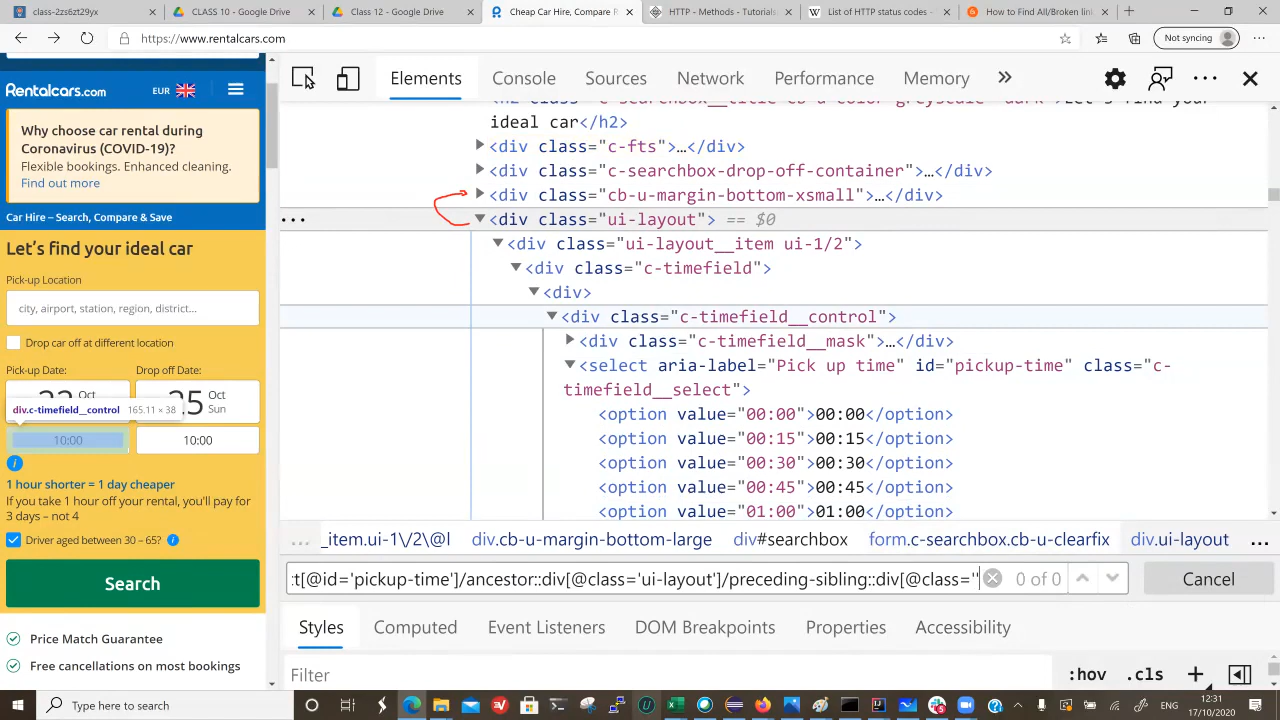 class-2zs6zt29yx
CLASS 10 - Google Drive
Class 12 - Google Drive
Cheap Car Hire, Compare R
HTTP - Methods - Tutorials
List of HTTP status codes -
How to Find All/Broken link
https://www.rentalcars.com
Not syncing
Rentalcars.com
EUR
Why choose car rental during
Coronavirus (COVID-19)?
Flexible bookings. Enhanced cleaning.
Find out more
Car Hire – Search, Compare & Save
Let's find your ideal car
Pick-up Location
city, airport, station, region, district...
Drop car off at different location
Pick-up Date:
Drop off Date:
Oct
Oct
Sun
div.c-timefield__control 165.11 × 38
10:00
10:00
1 hour shorter = 1 day cheaper
If you take 1 hour off your rental, you'll pay for
3 days – not 4
Driver aged between 30 – 65?
Search
Price Match Guarantee
Free cancellations on most bookings
Elements
Console
Sources
Network
Performance
Memory
<h2 class="c-searchbox__title cb-u-color-greyscale--dark">Let's find your
ideal car</h2>
<div class="c-fts">…</div>
<div class="c-searchbox-drop-off-container">…</div>
<div class="cb-u-margin-bottom-xsmall">…</div>
<div class="ui-layout"> == $0
<div class="ui-layout__item ui-1/2">
<div class="c-timefield">
<div>
<div class="c-timefield__control">
<div class="c-timefield__mask">…</div>
<select aria-label="Pick up time" id="pickup-time" class="c-
timefield__select">
<option value="00:00">00:00</option>
<option value="00:15">00:15</option>
<option value="00:30">00:30</option>
<option value="00:45">00:45</option>
<option value="01:00">01:00</option>
... _item.ui-1\/2\@l div.cb-u-margin-bottom-large div#searchbox form.c-searchbox.cb-u-clearfix div.ui-layout ...
ct[@id='pickup-time']/ancestor::div[@class='ui-layout']/preceding-sibling::div[@class=''
0 of 0
Cancel
Styles
Computed
Event Listeners
DOM Breakpoints
Properties
Accessibility
Filter
:hov
.cls
Type here to search
12:31
17/10/2020